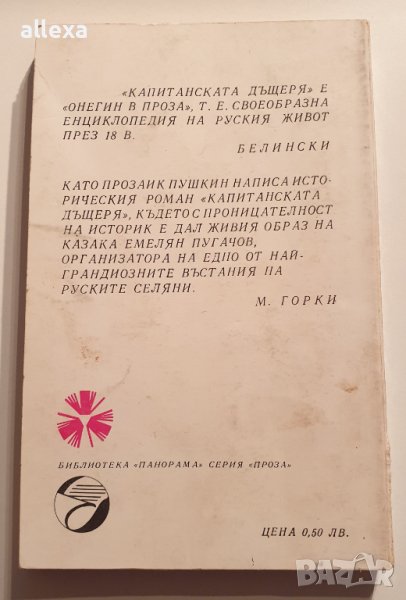 allexa
«КАПИТАНСКАТА ДЪЩЕРЯ» Е
«ОНЕГИН В ПРОЗА», Т. Е. СВОЕОБРАЗНА
ЕНЦИКЛОПЕДИЯ НА РУСКИЯ ЖИВОТ
ПРЕЗ 18 В.
БЕЛИНСКИ
КАТО ПРОЗАИК ПУШКИН НАПИСА ИСТО-
РИЧЕСКИЯ РОМАН «КАПИТАНСКАТА
ДЪЩЕРЯ», КЪДЕТО С ПРОНИЦАТЕЛНОСТ
НА ИСТОРИК Е ДАЛ ЖИВИЯ ОБРАЗ НА
КАЗАКА ЕМЕЛЯН ПУГАЧОВ,
ОРГАНИЗАТОРА НА ЕДНО ОТ НАЙ-
ГРАНДИОЗНИТЕ ВЪСТАНИЯ НА
РУСКИТЕ СЕЛЯНИ.
М. ГОРКИ
БИБЛИОТЕКА «ПАНОРАМА» СЕРИЯ «ПРОЗА»
ЦЕНА 0,50 ЛВ.
BAZAR
allexa